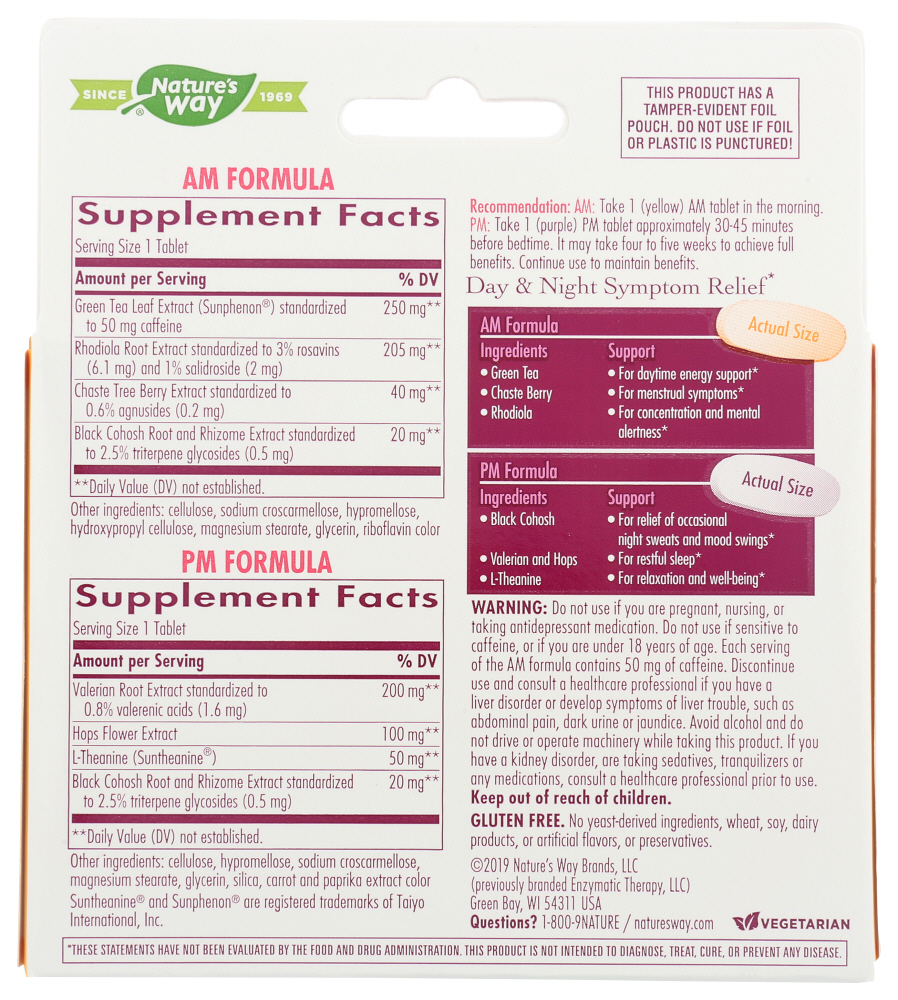 SINCE Nature's Way® 1969
THIS PRODUCT HAS A
TAMPER-EVIDENT FOIL
POUCH. DO NOT USE IF FOIL
OR PLASTIC IS PUNCTURED!
AM FORMULA
Supplement Facts
Serving Size 1 Tablet
Amount per Serving % DV
Green Tea Leaf Extract (Sunphenon®) standardized 250 mg**
to 50 mg caffeine
Rhodiola Root Extract standardized to 3% rosavins 205 mg**
(6.1 mg) and 1% salidroside (2 mg)
Chaste Tree Berry Extract standardized to 40 mg**
0.6% agnusides (0.2 mg)
Black Cohosh Root and Rhizome Extract standardized 20 mg**
to 2.5% triterpene glycosides (0.5 mg)
**Daily Value (DV) not established.
Other ingredients: cellulose, sodium croscarmellose, hypromellose,
hydroxypropyl cellulose, magnesium stearate, glycerin, riboflavin color
PM FORMULA
Supplement Facts
Serving Size 1 Tablet
Amount per Serving % DV
Valerian Root Extract standardized to 200 mg**
0.8% valerenic acids (1.6 mg)
Hops Flower Extract 100 mg**
L-Theanine (Suntheanine®) 50 mg**
Black Cohosh Root and Rhizome Extract standardized 20 mg**
to 2.5% triterpene glycosides (0.5 mg)
**Daily Value (DV) not established.
Other ingredients: cellulose, hypromellose, sodium croscarmellose,
magnesium stearate, glycerin, silica, carrot and paprika extract color
Suntheanine® and Sunphenon® are registered trademarks of Taiyo
International, Inc.
Recommendation: AM: Take 1 (yellow) AM tablet in the morning.
PM: Take 1 (purple) PM tablet approximately 30-45 minutes
before bedtime. It may take four to five weeks to achieve full
benefits. Continue use to maintain benefits.
Day & Night Symptom Relief*
AM Formula
Actual Size
Ingredients Support
• Green Tea • For daytime energy support*
• Chaste Berry • For menstrual symptoms*
• Rhodiola • For concentration and mental
alertness*
PM Formula
Actual Size
Ingredients Support
• Black Cohosh • For relief of occasional
night sweats and mood swings*
• Valerian and Hops • For restful sleep*
• L-Theanine • For relaxation and well-being*
WARNING: Do not use if you are pregnant, nursing, or
taking antidepressant medication. Do not use if sensitive to
caffeine, or if you are under 18 years of age. Each serving
of the AM formula contains 50 mg of caffeine. Discontinue
use and consult a healthcare professional if you have a
liver disorder or develop symptoms of liver trouble, such as
abdominal pain, dark urine or jaundice. Avoid alcohol and do
not drive or operate machinery while taking this product. If you
have a kidney disorder, are taking sedatives, tranquilizers or
any medications, consult a healthcare professional prior to use.
Keep out of reach of children.
GLUTEN FREE. No yeast-derived ingredients, wheat, soy, dairy
products, or artificial flavors, or preservatives.
©2019 Nature's Way Brands, LLC
(previously branded Enzymatic Therapy, LLC)
Green Bay, WI 54311 USA
Questions? 1-800-9NATURE / naturesway.com
VEGETARIAN
*THESE STATEMENTS HAVE NOT BEEN EVALUATED BY THE FOOD AND DRUG ADMINISTRATION. THIS PRODUCT IS NOT INTENDED TO DIAGNOSE, TREAT, CURE, OR PREVENT ANY DISEASE.